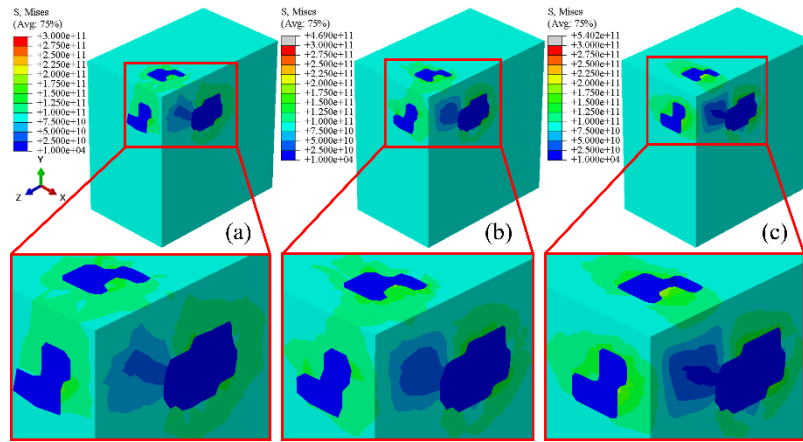 S, Mises
(Avg: 75%)
+3.000e+11
+2.750e+11
+2.500e+11
+2.250e+11
+2.000e+11
+1.750e+11
+1.500e+11
+1.250e+11
+1.000e+11
+7.500e+10
+5.000e+10
+2.500e+10
+1.000e+04
Y
Z
X
(a)
S, Mises
(Avg: 75%)
+4.690e+11
+3.000e+11
+2.750e+11
+2.500e+11
+2.250e+11
+2.000e+11
+1.750e+11
+1.500e+11
+1.250e+11
+1.000e+11
+7.500e+10
+5.000e+10
+2.500e+10
+1.000e+04
(b)
S, Mises
(Avg: 75%)
+5.402e+11
+3.000e+11
+2.750e+11
+2.500e+11
+2.250e+11
+2.000e+11
+1.750e+11
+1.500e+11
+1.250e+11
+1.000e+11
+7.500e+10
+5.000e+10
+2.500e+10
+1.000e+04
(c)